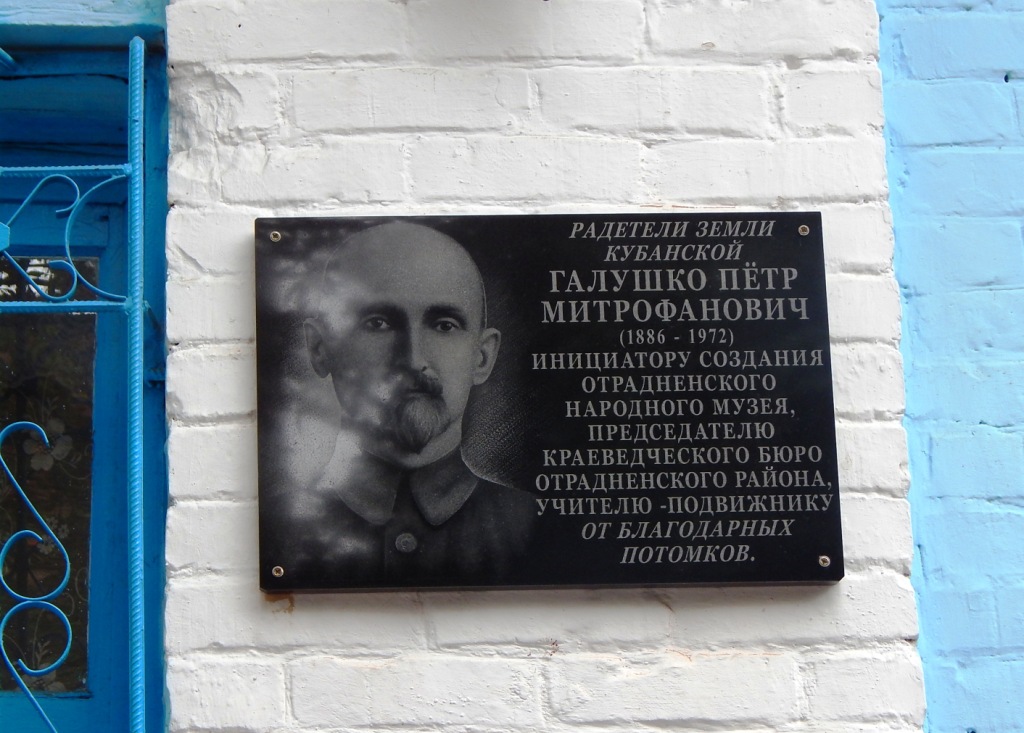 РАДЕТЕЛИ ЗЕМЛИ
КУБАНСКОЙ
ГАЛУШКО ПЁТР
МИТРОФАНОВИЧ
(1886 - 1972)
ИНИЦИАТОРУ СОЗДАНИЯ
ОТРАДНЕНСКОГО
НАРОДНОГО МУЗЕЯ,
ПРЕДСЕДАТЕЛЮ
КРАЕВЕДЧЕСКОГО БЮРО
ОТРАДНЕНСКОГО РАЙОНА,
УЧИТЕЛЮ -ПОДВИЖНИКУ
ОТ БЛАГОДАРНЫХ
ПОТОМКОВ.